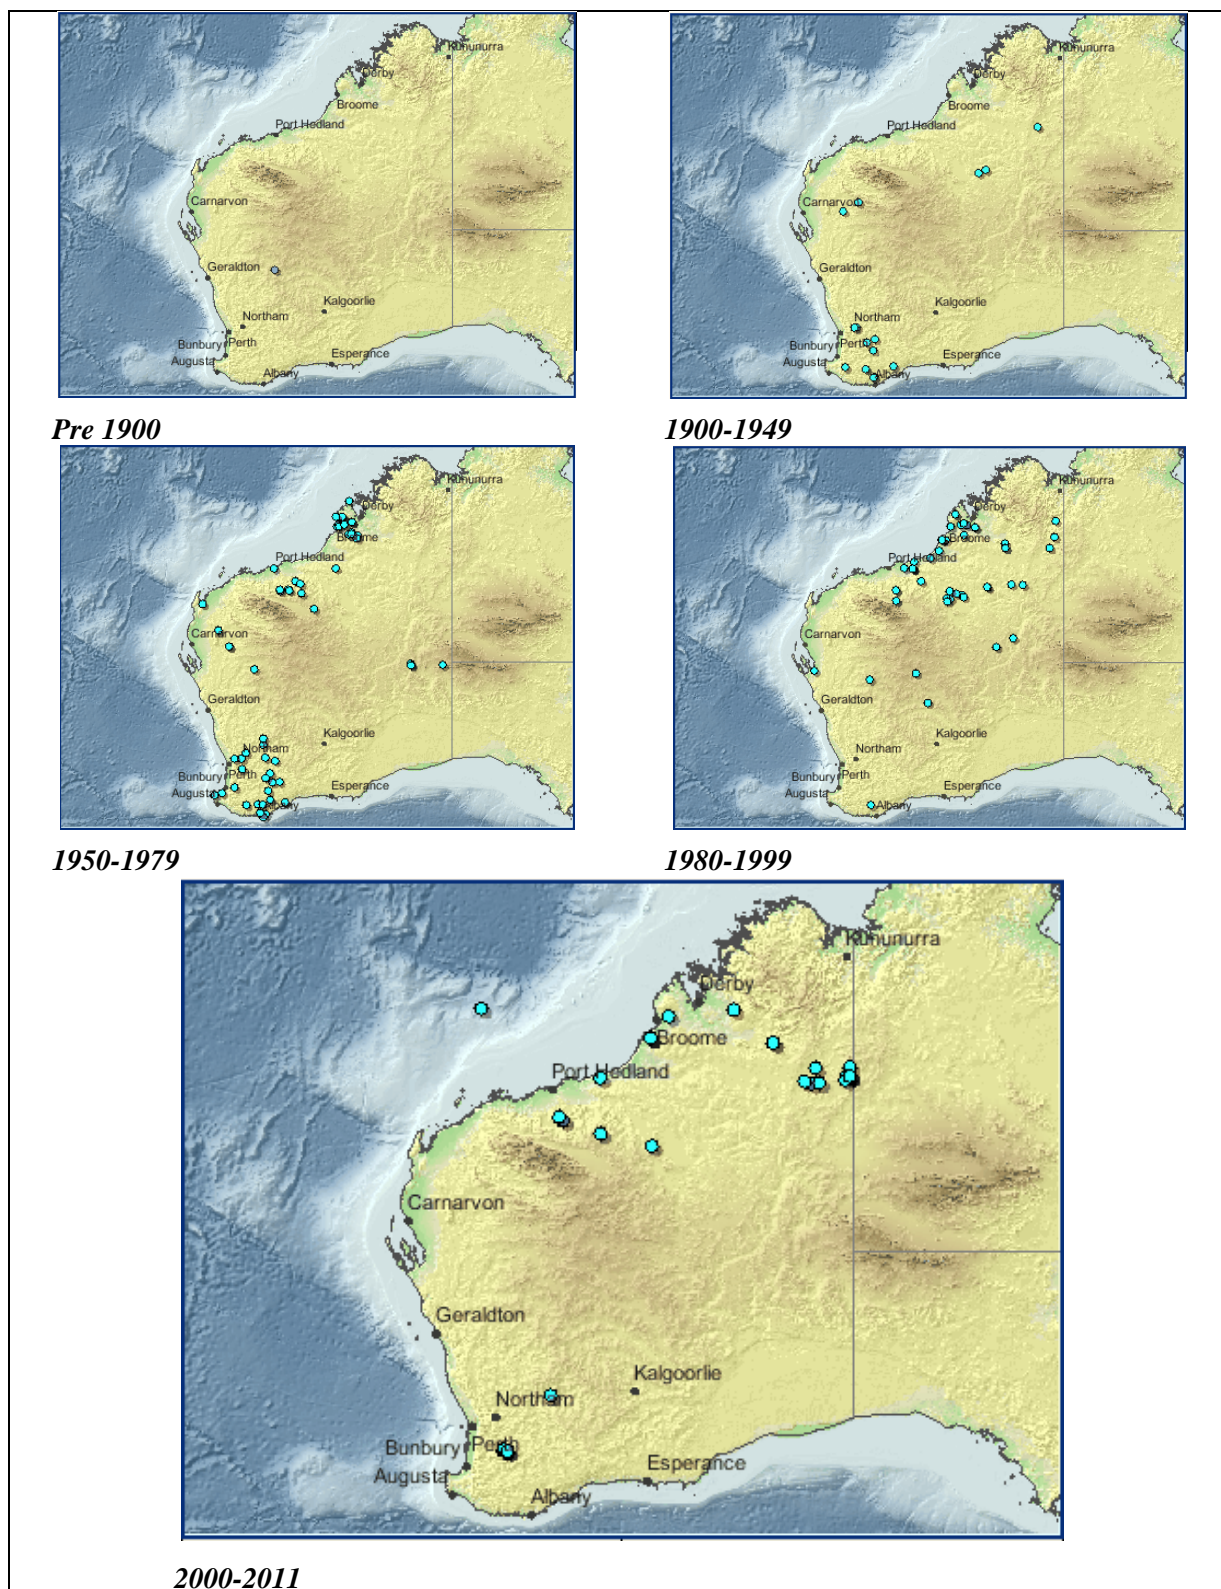 Kununurra
Derby
Broome
Port Hedland
Carnarvon
Geraldton
Kalgoorlie
Northam
Bunbury Perth
Augusta
Esperance
Albany
Pre 1900
Kununurra
Derby
Broome
Port Hedland
Carnarvon
Geraldton
Kalgoorlie
Northam
Bunbury Perth
Augusta
Esperance
Albany
1900-1949
Kununurra
Derby
Broome
Port Hedland
Carnarvon
Geraldton
Kalgoorlie
Northam
Bunbury Perth
Augusta
Esperance
Albany
1950-1979
Kununurra
Derby
Broome
Port Hedland
Carnarvon
Geraldton
Kalgoorlie
Northam
Bunbury Perth
Augusta
Esperance
Albany
1980-1999
Kununurra
Derby
Broome
Port Hedland
Carnarvon
Geraldton
Kalgoorlie
Northam
Bunbury Perth
Augusta
Esperance
Albany
2000-2011